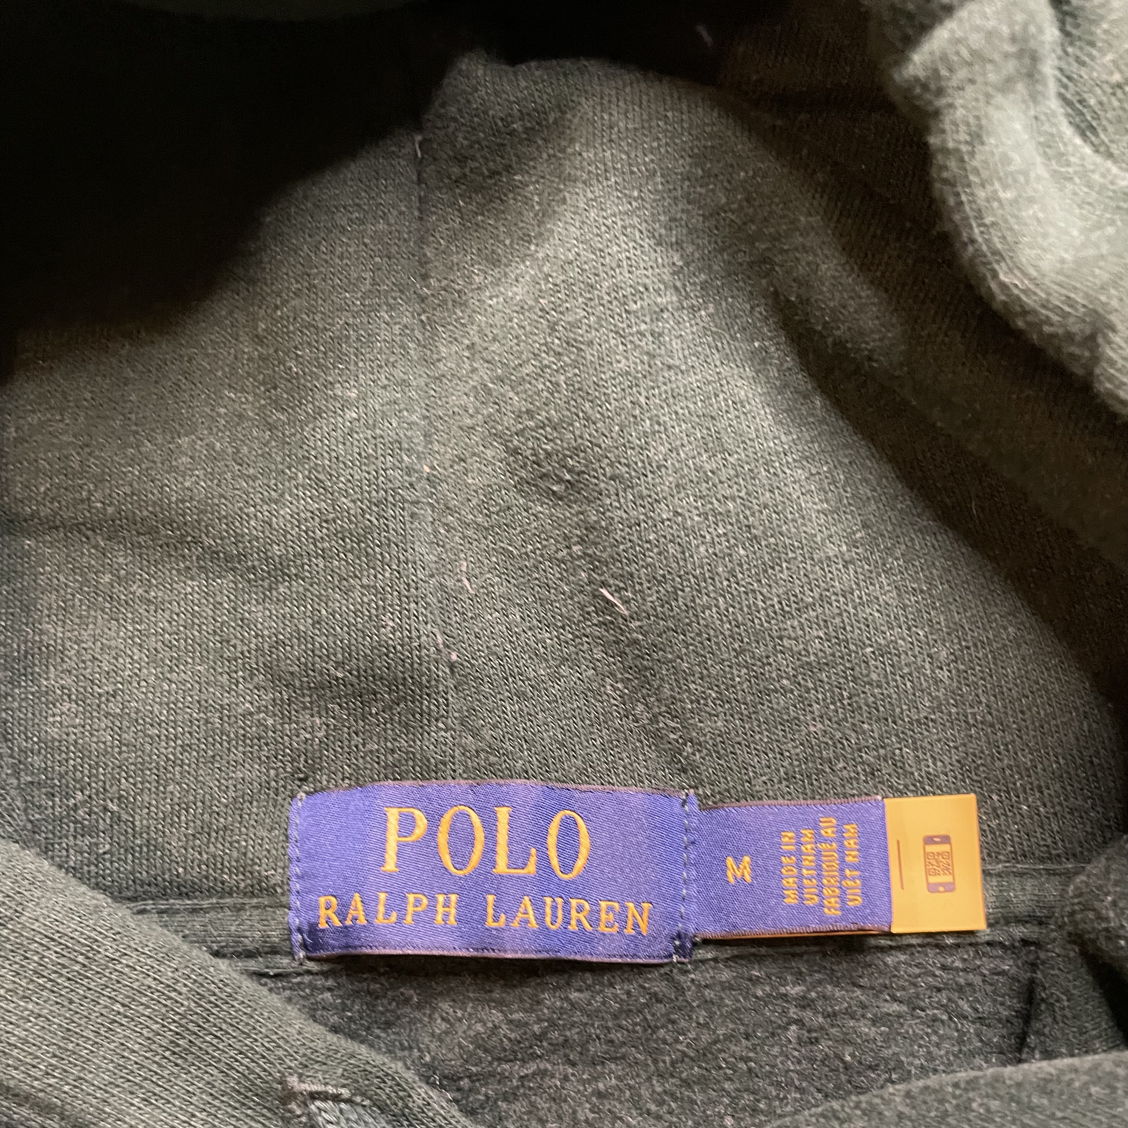 POLO
RALPH LAUREN
M
MADE IN
VIETNAM
FABRIQUÉ AU
VIÊT NAM